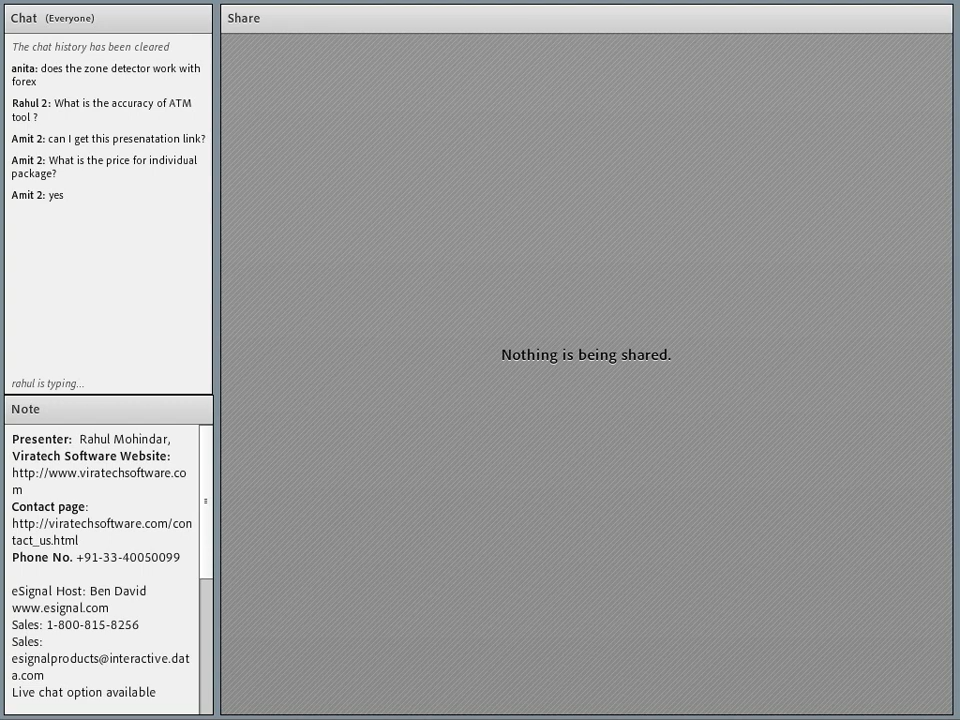 Chat (Everyone)
The chat history has been cleared
anita: does the zone detector work with
forex
Rahul 2: What is the accuracy of ATM
tool ?
Amit 2: can I get this presenatation link?
Amit 2: What is the price for individual
package?
Amit 2: yes
rahul is typing...
Note
Presenter: Rahul Mohindar,
Viratech Software Website:
http://www.viratechsoftware.co
m
Contact page:
http://viratechsoftware.com/con
tact_us.html
Phone No. +91-33-40050099
eSignal Host: Ben David
www.esignal.com
Sales: 1-800-815-8256
Sales:
esignalproducts@interactive.dat
a.com
Live chat option available
Share
Nothing is being shared.